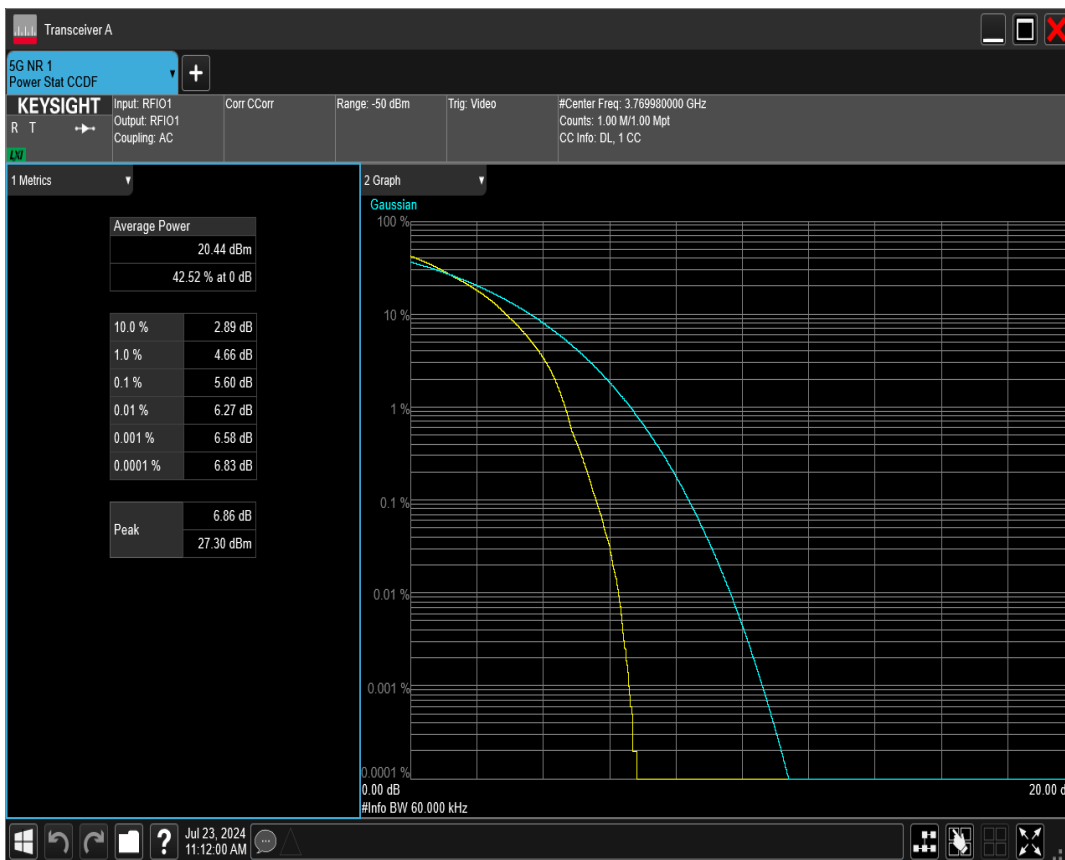 Transceiver A
5G NR 1
Power Stat CCDF
+
KEYSIGHT
R T
LXI
Input: RFIO1
Output: RFIO1
Coupling: AC
Corr CCorr
Range: -50 dBm
Trig: Video
#Center Freq: 3.769980000 GHz
Counts: 1.00 M/1.00 Mpt
CC Info: DL, 1 CC
1 Metrics
Average Power
20.44 dBm
42.52 % at 0 dB
10.0 % 2.89 dB
1.0 % 4.66 dB
0.1 % 5.60 dB
0.01 % 6.27 dB
0.001 % 6.58 dB
0.0001 % 6.83 dB
Peak
6.86 dB
27.30 dBm
2 Graph
Gaussian
100 %
10 %
1 %
0.1 %
0.01 %
0.001 %
0.0001 %
0.00 dB
20.00 d
#Info BW 60.000 kHz
?
Jul 23, 2024
11:12:00 AM